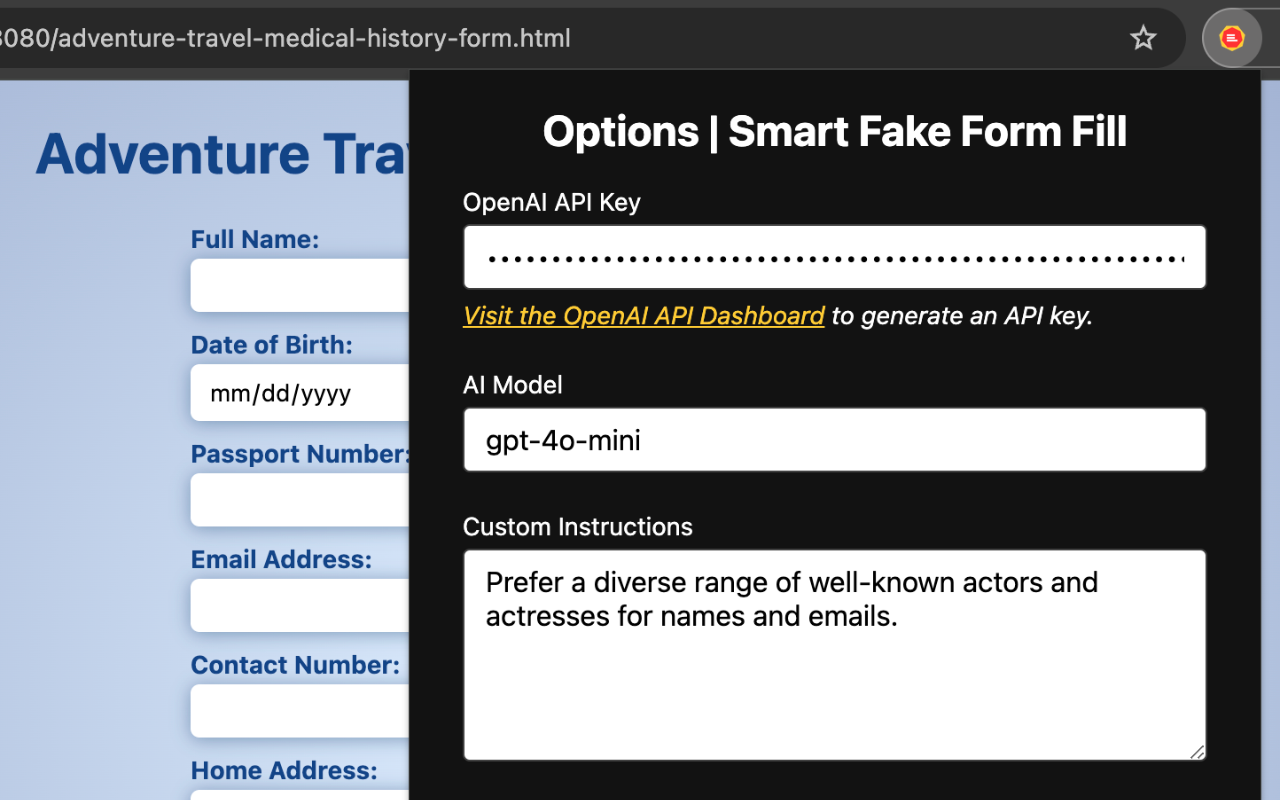 8080/adventure-travel-medical-history-form.html
Options | Smart Fake Form Fill
OpenAI API Key
Visit the OpenAI API Dashboard to generate an API key.
AI Model
gpt-4o-mini
Custom Instructions
Prefer a diverse range of well-known actors and
actresses for names and emails.
Adventure Tra
Full Name:
Date of Birth:
mm/dd/yyyy
Passport Number:
Email Address:
Contact Number:
Home Address: